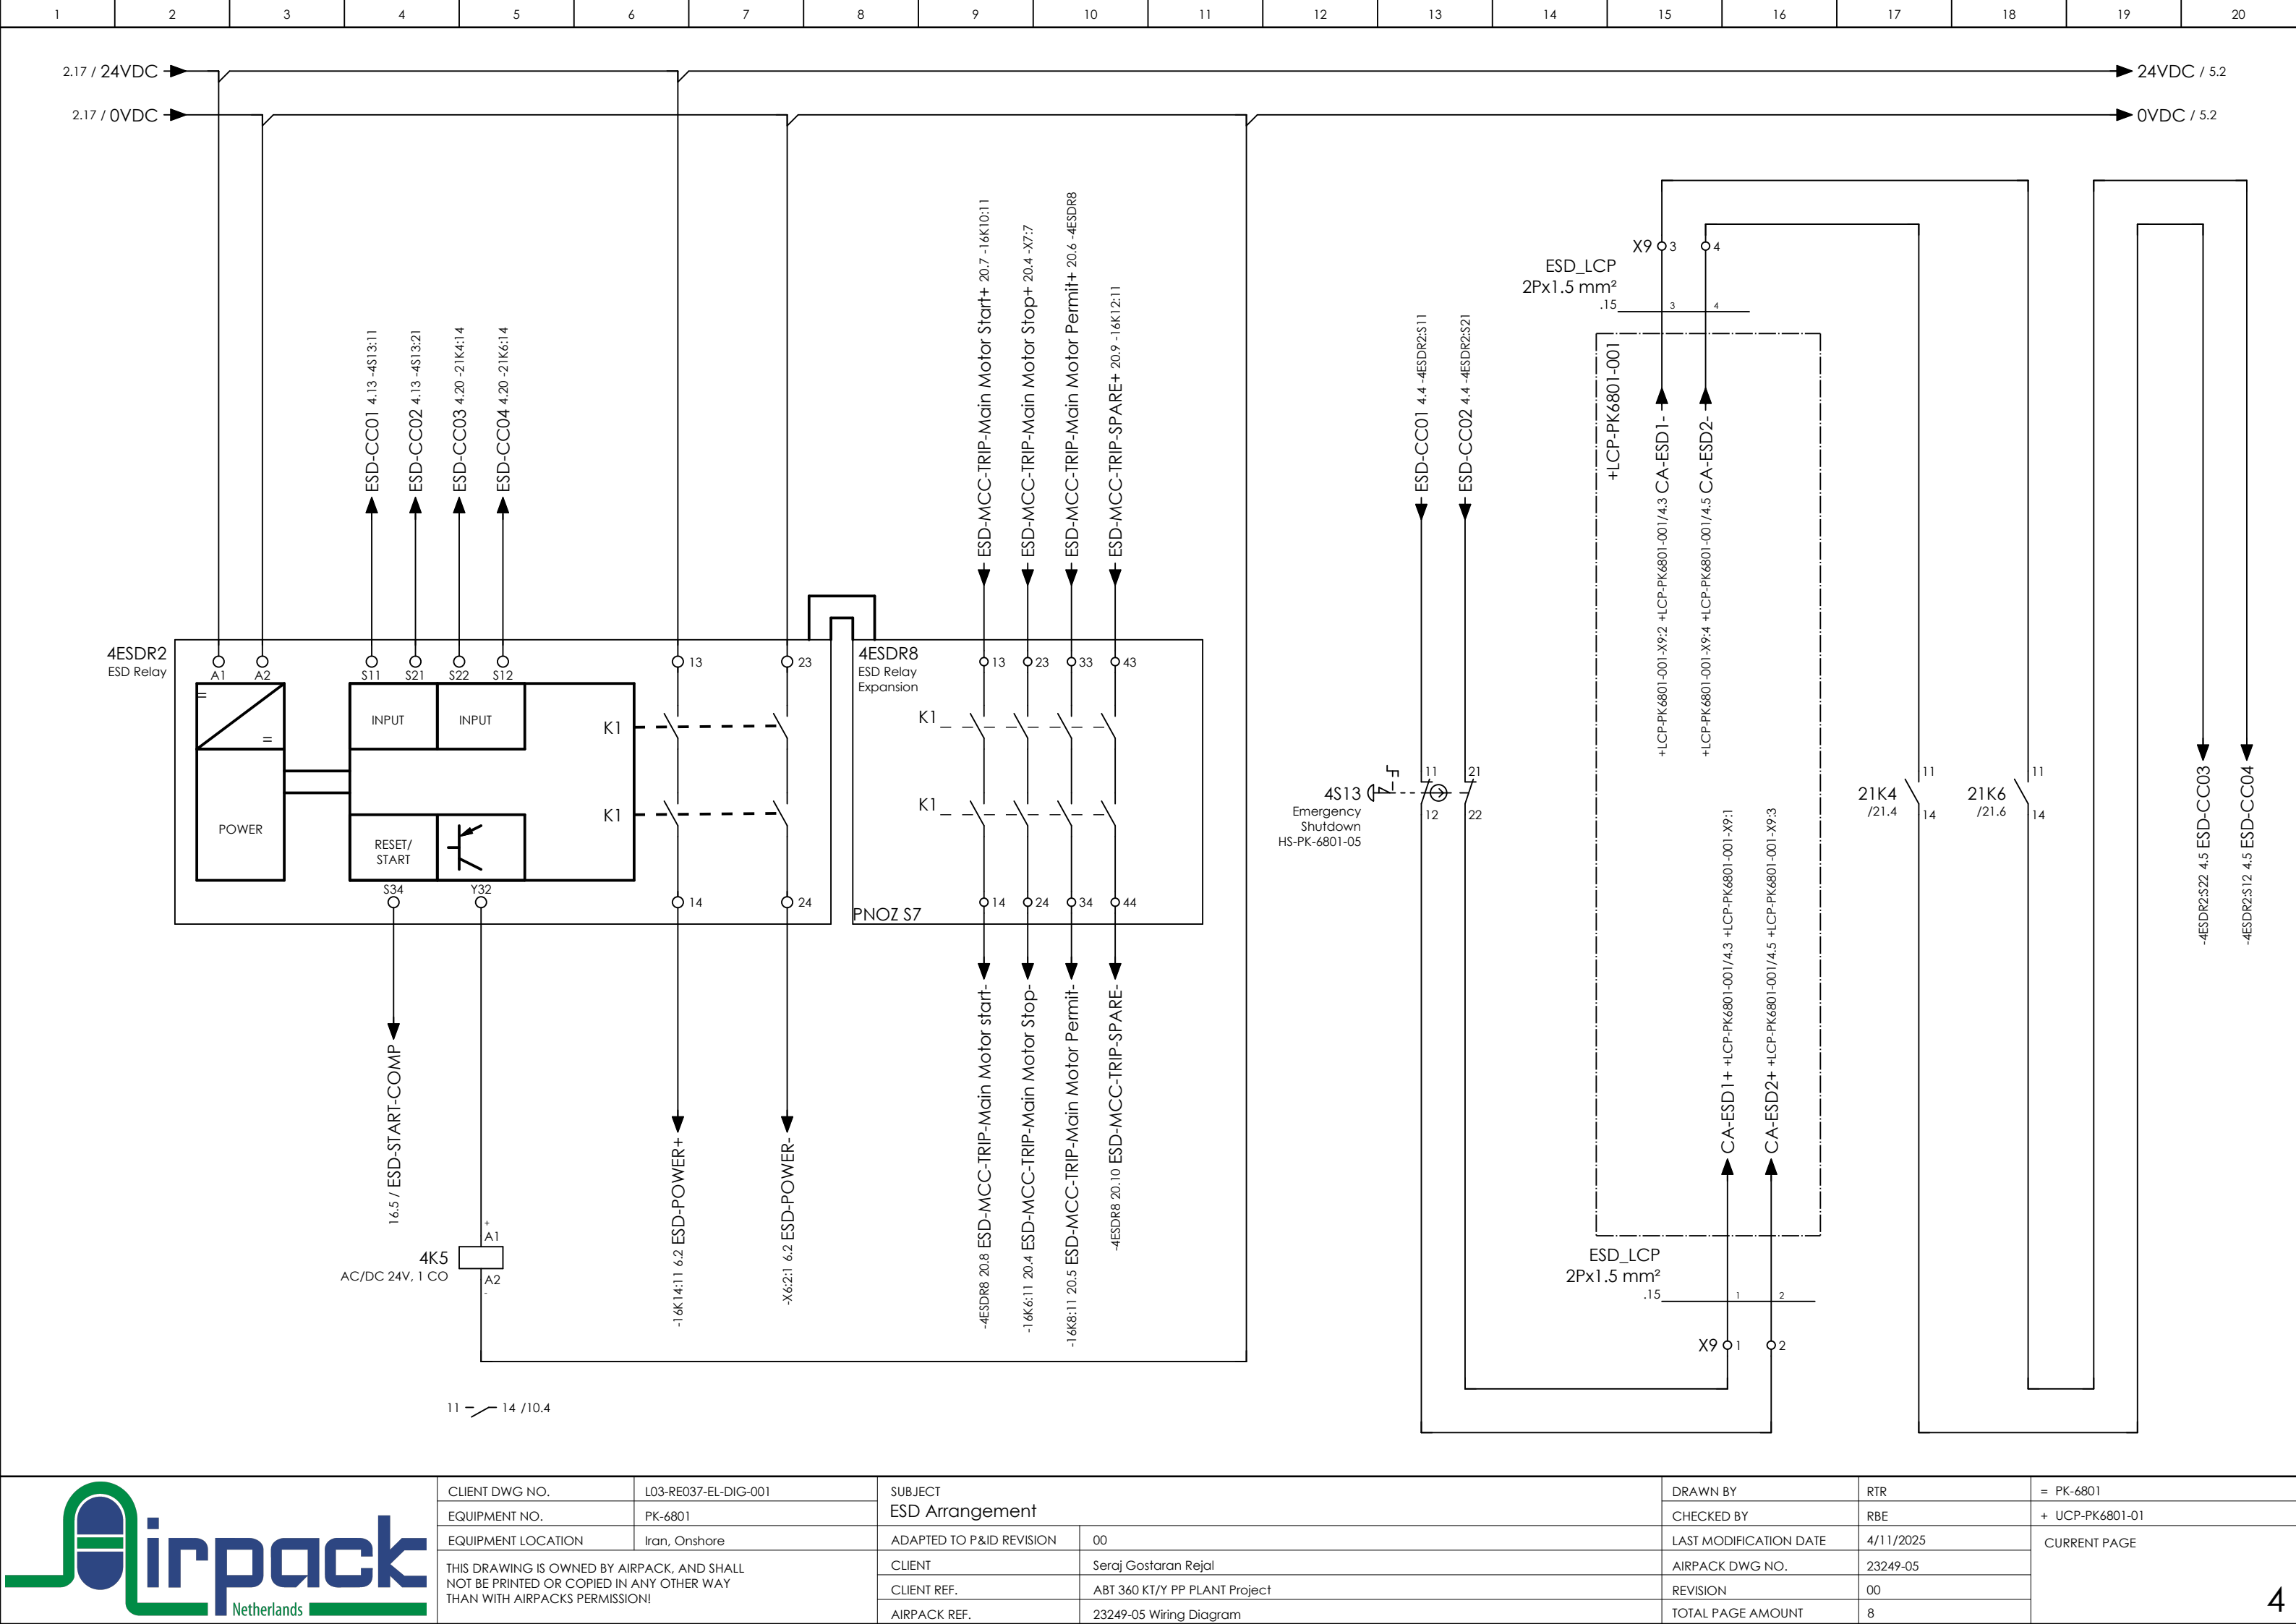 1 2 3 4 5 6 7 8 9 10 11 12 13 14 15 16 17 18 19 20
2.17 / 24VDC
24VDC / 5.2
2.17 / 0VDC
0VDC / 5.2
ESD-CC01 4.13 -4S13:11
ESD-CC02 4.13 -4S13:21
ESD-CC03 4.20 -21K4:14
ESD-CC04 4.20 -21K6:14
ESD-MCC-TRIP-Main Motor Start+ 20.7 -16K10:11
ESD-MCC-TRIP-Main Motor Stop+ 20.4 -X7:7
ESD-MCC-TRIP-Main Motor Permit+ 20.6 -4ESDR8
ESD-MCC-TRIP-SPARE+ 20.9 -16K12:11
ESD-CC01 4.4 -4ESDR2:S11
ESD-CC02 4.4 -4ESDR2:S21
X9 3 4
ESD_LCP
2Px1.5 mm²
.15 3 4
+LCP-PK6801-001
+LCP-PK6801-001-X9:2 +LCP-PK6801-001/4.3 CA-ESD1-
+LCP-PK6801-001-X9:4 +LCP-PK6801-001/4.5 CA-ESD2-
4ESDR2
ESD Relay
A1 A2 S11 S21 S22 S12 13 23
4ESDR8
ESD Relay
Expansion
13 23 33 43
= =
INPUT INPUT
K1
K1
POWER
RESET/
START
K1
K1
S34 Y32 14 24
PNOZ S7
14 24 34 44
4S13
Emergency
Shutdown
HS-PK-6801-05
11 21
12 22
21K4
/21.4
11
14
21K6
/21.6
11
14
-4ESDR2:S22 4.5 ESD-CC03
-4ESDR2:S12 4.5 ESD-CC04
CA-ESD1+ +LCP-PK6801-001/4.3 +LCP-PK6801-001-X9:1
CA-ESD2+ +LCP-PK6801-001/4.5 +LCP-PK6801-001-X9:3
16.5 / ESD-START-COMP
-16K14:11 6.2 ESD-POWER+
-X6:2:1 6.2 ESD-POWER-
-4ESDR8 20.8 ESD-MCC-TRIP-Main Motor start-
-16K6:11 20.4 ESD-MCC-TRIP-Main Motor Stop-
-16K8:11 20.5 ESD-MCC-TRIP-Main Motor Permit-
-4ESDR8 20.10 ESD-MCC-TRIP-SPARE-
4K5
AC/DC 24V, 1 CO
+
A1
A2
-
ESD_LCP
2Px1.5 mm²
.15 1 2
X9 1 2
11 14 /10.4
Airpack
Netherlands
CLIENT DWG NO. L03-RE037-EL-DIG-001
EQUIPMENT NO. PK-6801
EQUIPMENT LOCATION Iran, Onshore
THIS DRAWING IS OWNED BY AIRPACK, AND SHALL
NOT BE PRINTED OR COPIED IN ANY OTHER WAY
THAN WITH AIRPACKS PERMISSION!
SUBJECT
ESD Arrangement
ADAPTED TO P&ID REVISION 00
CLIENT Seraj Gostaran Rejal
CLIENT REF. ABT 360 KT/Y PP PLANT Project
AIRPACK REF. 23249-05 Wiring Diagram
DRAWN BY RTR
CHECKED BY RBE
LAST MODIFICATION DATE 4/11/2025
AIRPACK DWG NO. 23249-05
REVISION 00
TOTAL PAGE AMOUNT 8
= PK-6801
+ UCP-PK6801-01
CURRENT PAGE
4